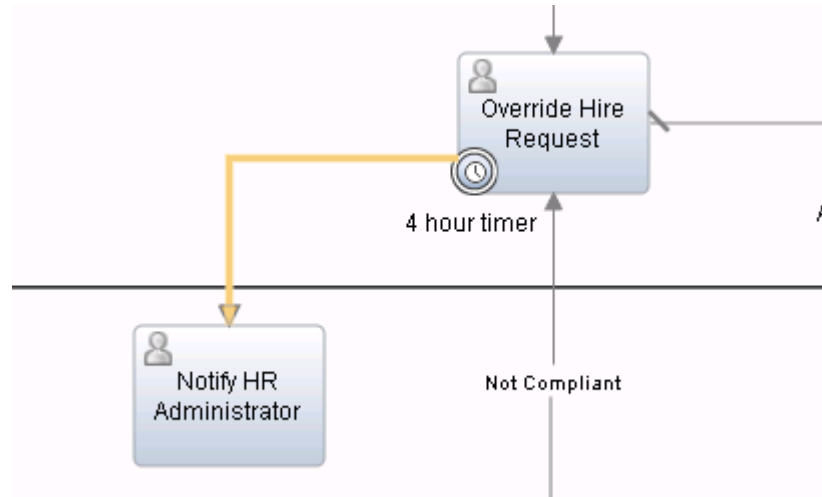 Override Hire
Request
4 hour timer
Notify HR
Administrator
Not Compliant